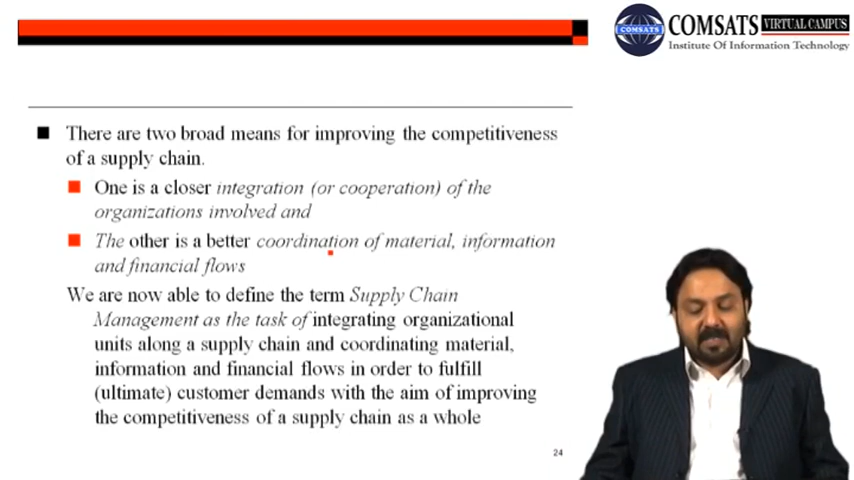 COMSATS VIRTUAL CAMPUS
COMSATS
Institute Of Information Technology
There are two broad means for improving the competitiveness
of a supply chain.
One is a closer integration (or cooperation) of the
organizations involved and
The other is a better coordination of material, information
and financial flows
We are now able to define the term Supply Chain
Management as the task of integrating organizational
units along a supply chain and coordinating material,
information and financial flows in order to fulfill
(ultimate) customer demands with the aim of improving
the competitiveness of a supply chain as a whole
24